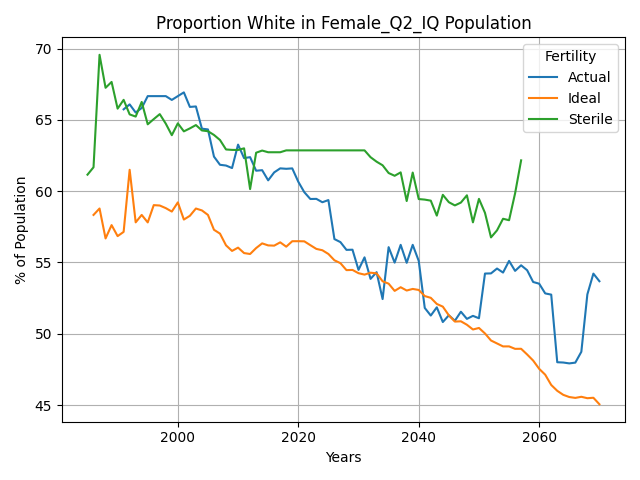 Proportion White in Female_Q2_IQ Population
Fertility
Actual
Ideal
Sterile
% of Population
70
65
60
55
50
45
2000
2020
2040
2060
Years